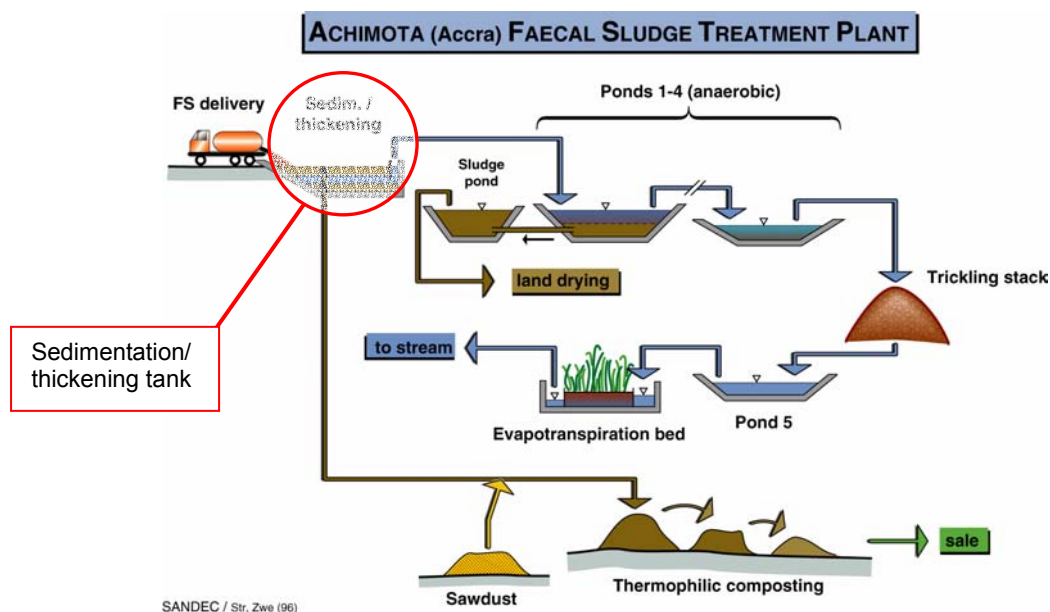 ACHIMOTA (Accra) FAECAL SLUDGE TREATMENT PLANT
FS delivery
Sedim. /
thickening
Ponds 1-4 (anaerobic)
Sludge
pond
land drying
Trickling stack
Sedimentation/
thickening tank
to stream
Evapotranspiration bed
Pond 5
sale
Sawdust
Thermophilic composting
SANDEC / Str. Zwe (96)